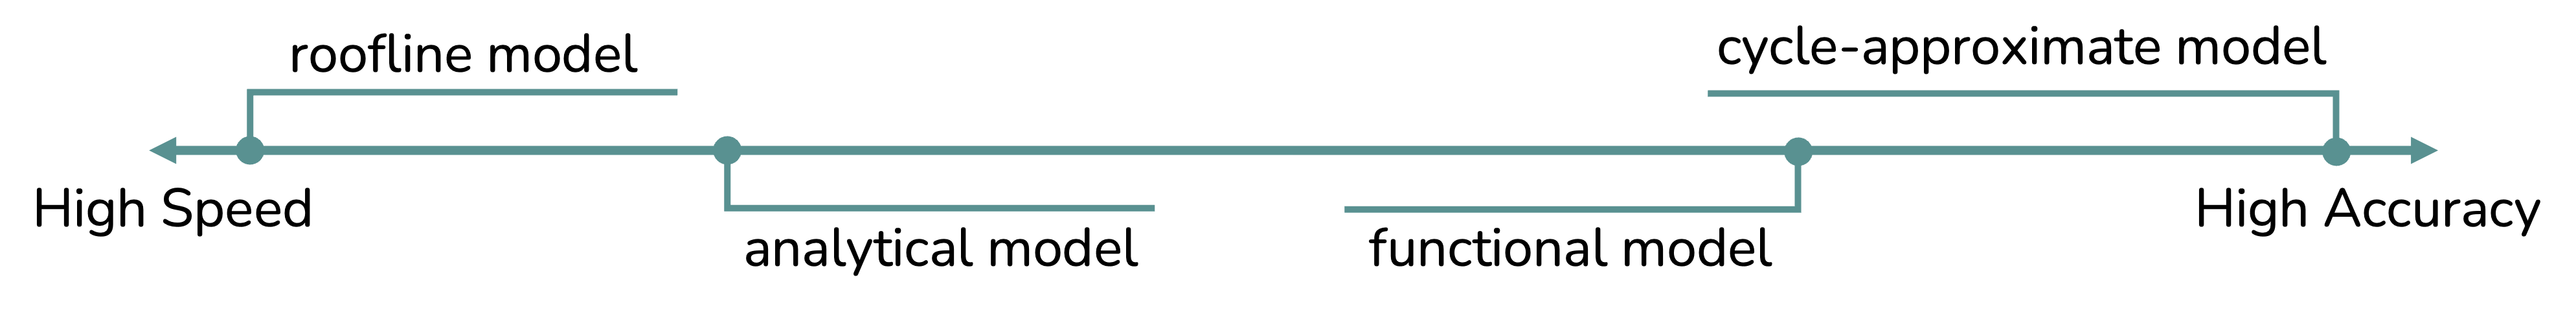 roofline model
cycle-approximate model
High Speed
High Accuracy
analytical model
functional model